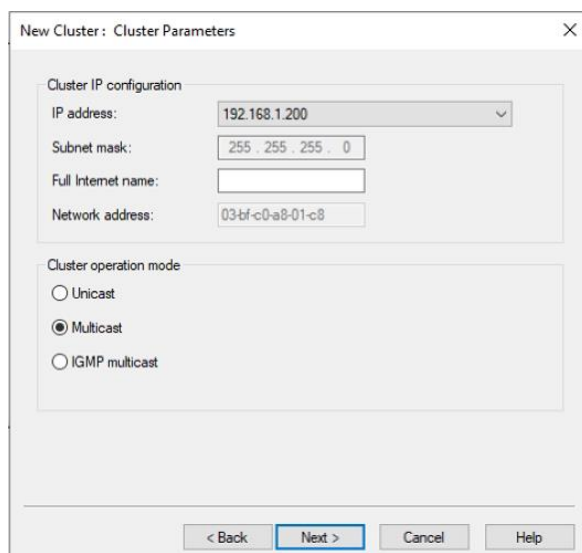 New Cluster : Cluster Parameters
Cluster IP configuration
IP address: 192.168.1.200
Subnet mask: 255 . 255 . 255 . 0
Full Internet name:
Network address: 03-bf-c0-a8-01-c8
Cluster operation mode
Unicast
Multicast
IGMP multicast
< Back Next > Cancel Help